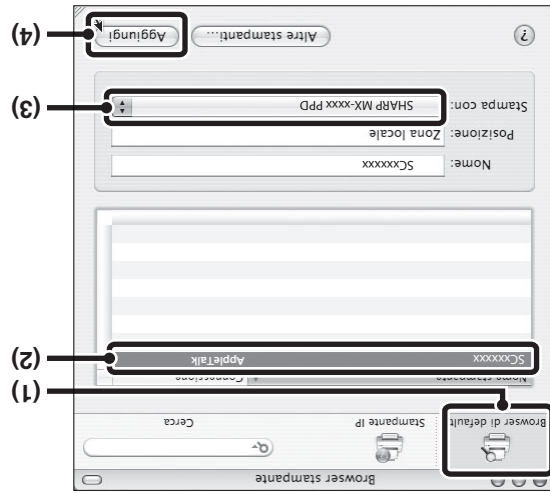 Browser stampante
Browser di default
Stampante IP
Cerca
(1)
Nome stampante
Connessione
(2)
SCxxxxxx
AppleTalk
Nome:
SCxxxxxx
Posizione:
Zona locale
Stampa con:
SHARP MX-xxxx PPD
(3)
?
Altre stampanti...
Aggiungi
(4)